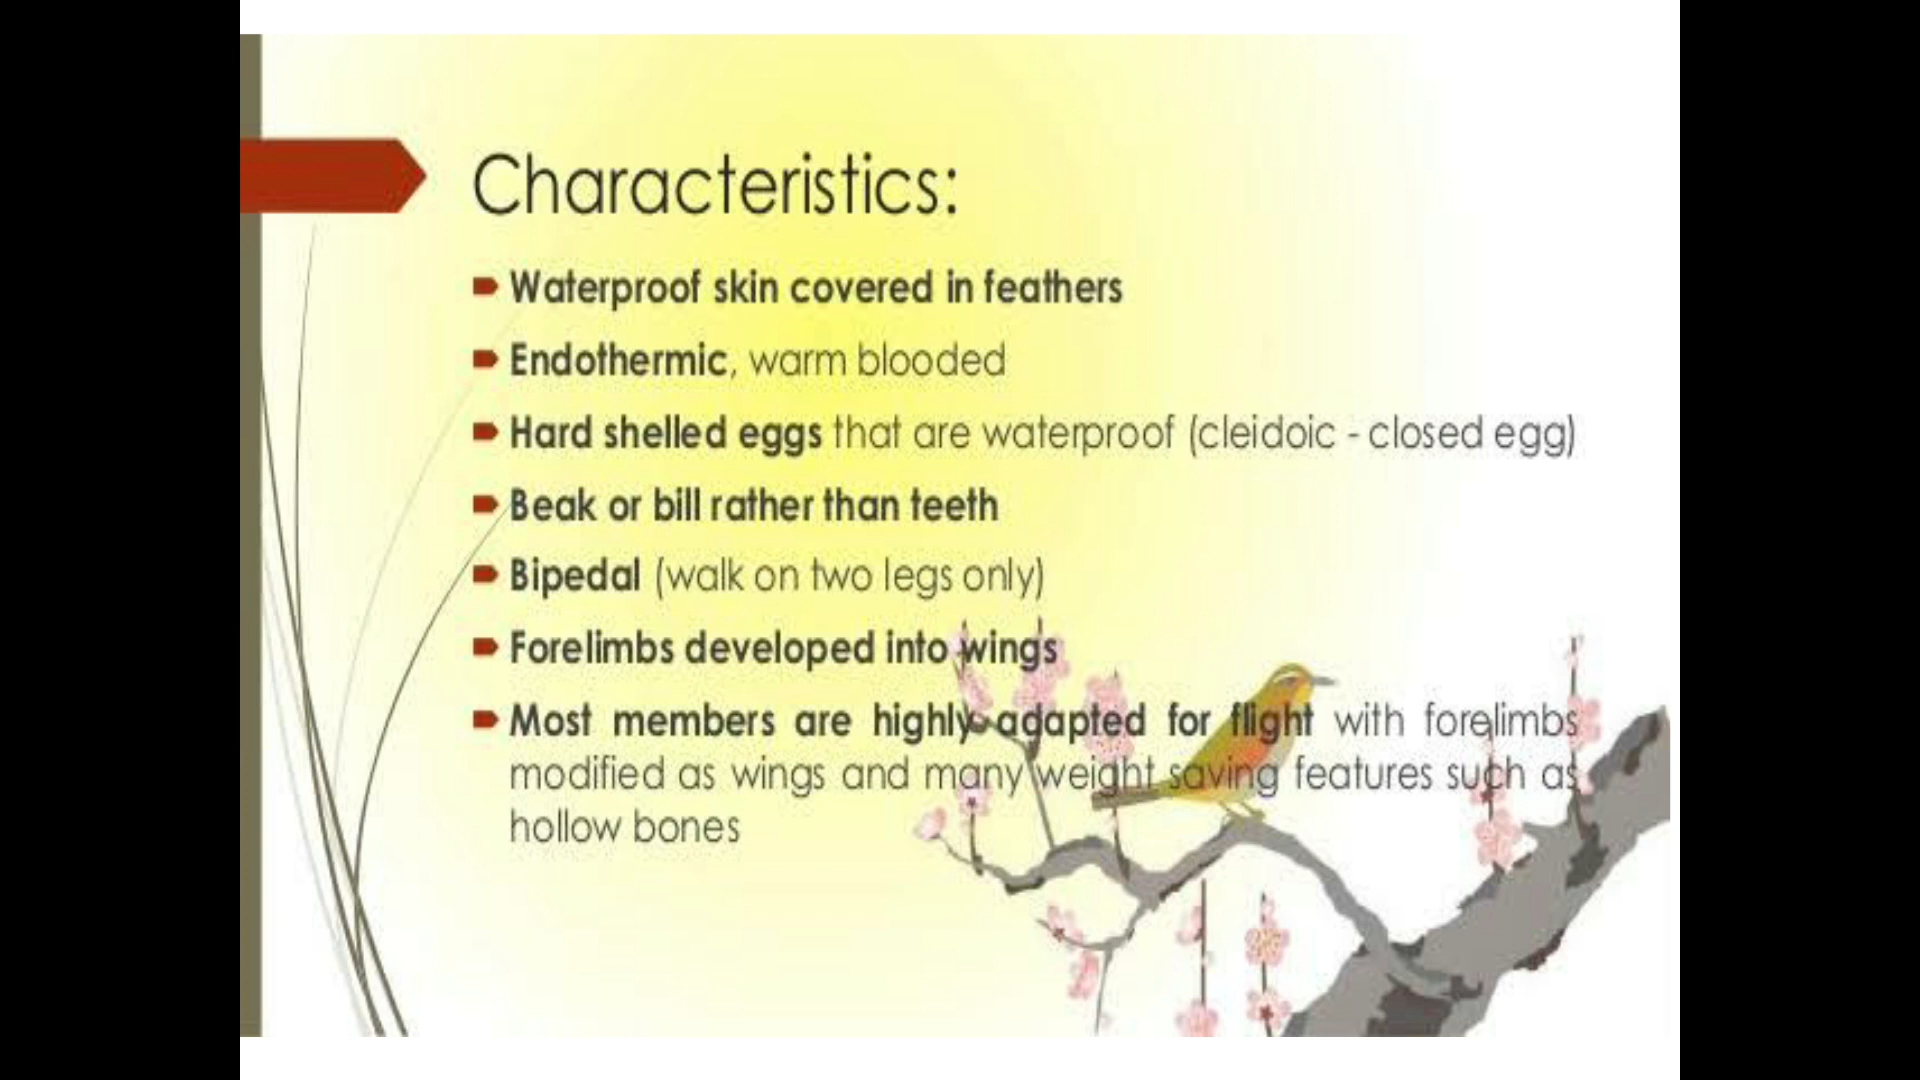 Characteristics:
Waterproof skin covered in feathers
Endothermic, warm blooded
Hard shelled eggs that are waterproof (cleidoic - closed egg)
Beak or bill rather than teeth
Bipedal (walk on two legs only)
Forelimbs developed into wings
Most members are highly adapted for flight with forelimbs
modified as wings and many weight saving features such as
hollow bones